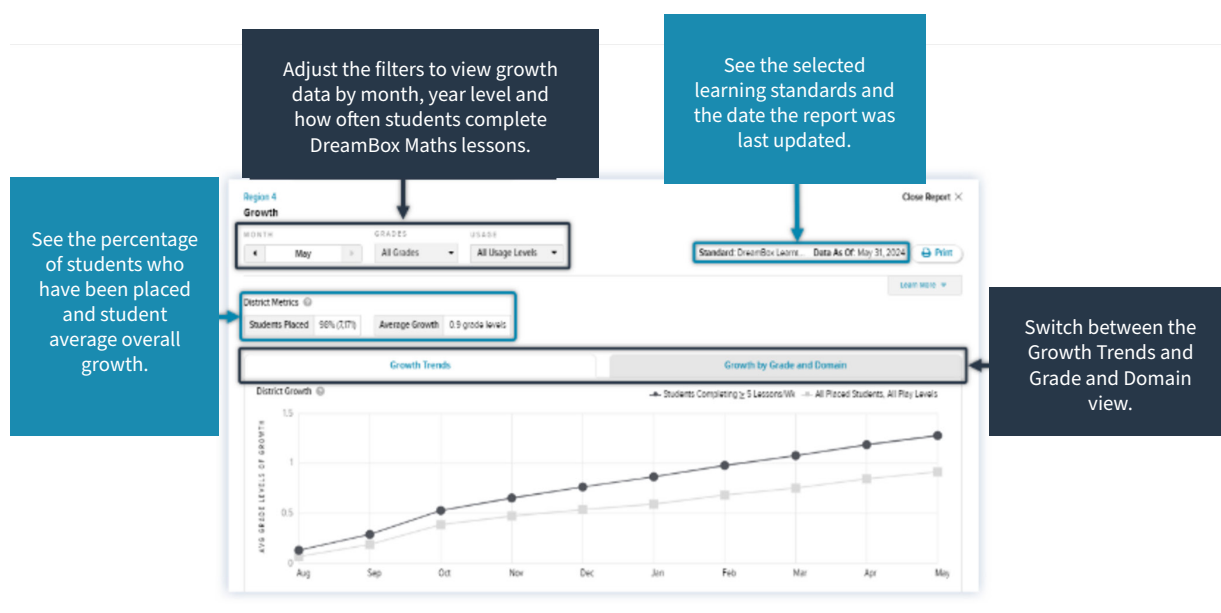 Adjust the filters to view growth
data by month, year level and
how often students complete
DreamBox Maths lessons.
See the selected
learning standards and
the date the report was
last updated.
See the percentage
of students who
have been placed
and student
average overall
growth.
Region 4
Growth
Close Report ×
MONTH GRADES USAGE
May All Grades All Usage Levels
Standard: DreamBox Learni... Data As Of: May 31, 2024 Print
Learn More
District Metrics
Students Placed 98% (7,171) Average Growth 0.9 grade levels
Switch between the
Growth Trends and
Grade and Domain
view.
Growth Trends Growth by Grade and Domain
District Growth
Students Completing ≥ 5 Lessons/Wk All Placed Students, All Play Levels
AVG GRADE LEVELS OF GROWTH
1.5
1
0.5
0
Aug Sep Oct Nov Dec Jan Feb Mar Apr May